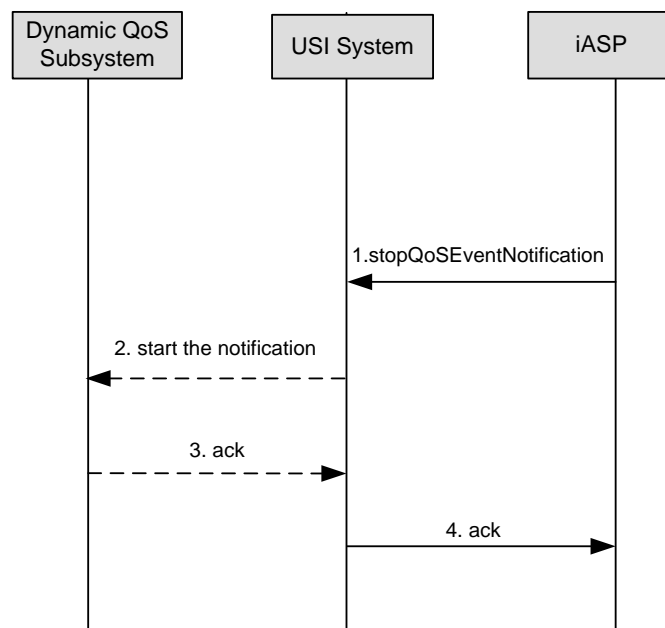 Dynamic QoS
Subsystem
USI System
iASP
1.stopQoSEventNotification
2. start the notification
3. ack
4. ack